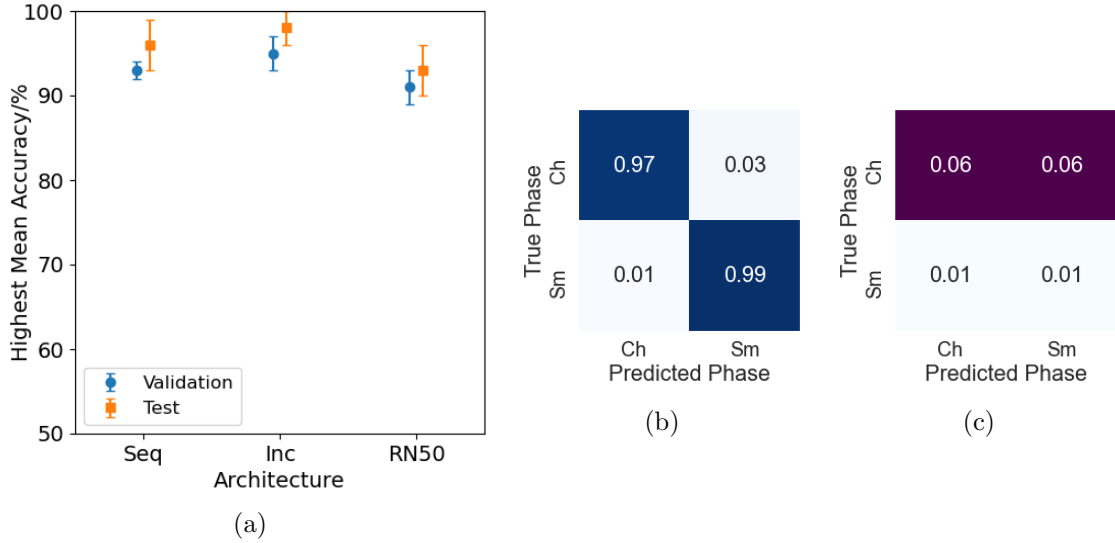 Highest Mean Accuracy/%
100
90
80
70
60
50
Validation
Test
Seq Inc RN50
Architecture
(a)
True Phase
Ch
Sm
0.97 0.03
0.01 0.99
Ch Sm
Predicted Phase
(b)
True Phase
Ch
Sm
0.06 0.06
0.01 0.01
Ch Sm
Predicted Phase
(c)